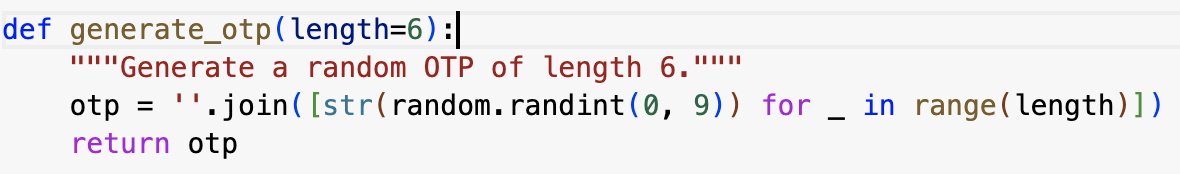 def generate_otp(length=6):
    """Generate a random OTP of length 6."""
    otp = ''.join([str(random.randint(0, 9)) for _ in range(length)])
    return otp